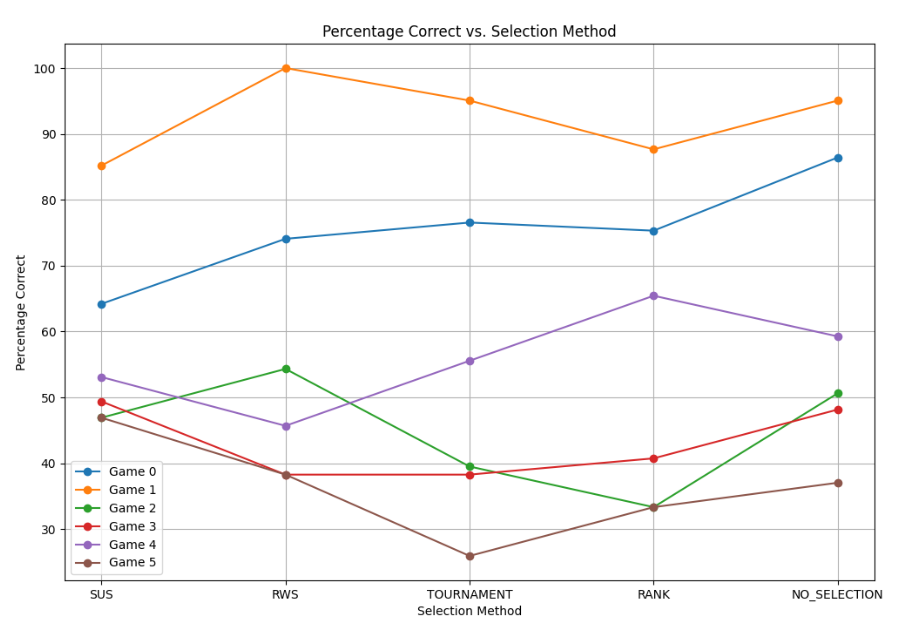 Percentage Correct vs. Selection Method
Percentage Correct
100
90
80
70
60
50
40
30
Game 0
Game 1
Game 2
Game 3
Game 4
Game 5
SUS RWS TOURNAMENT RANK NO_SELECTION
Selection Method